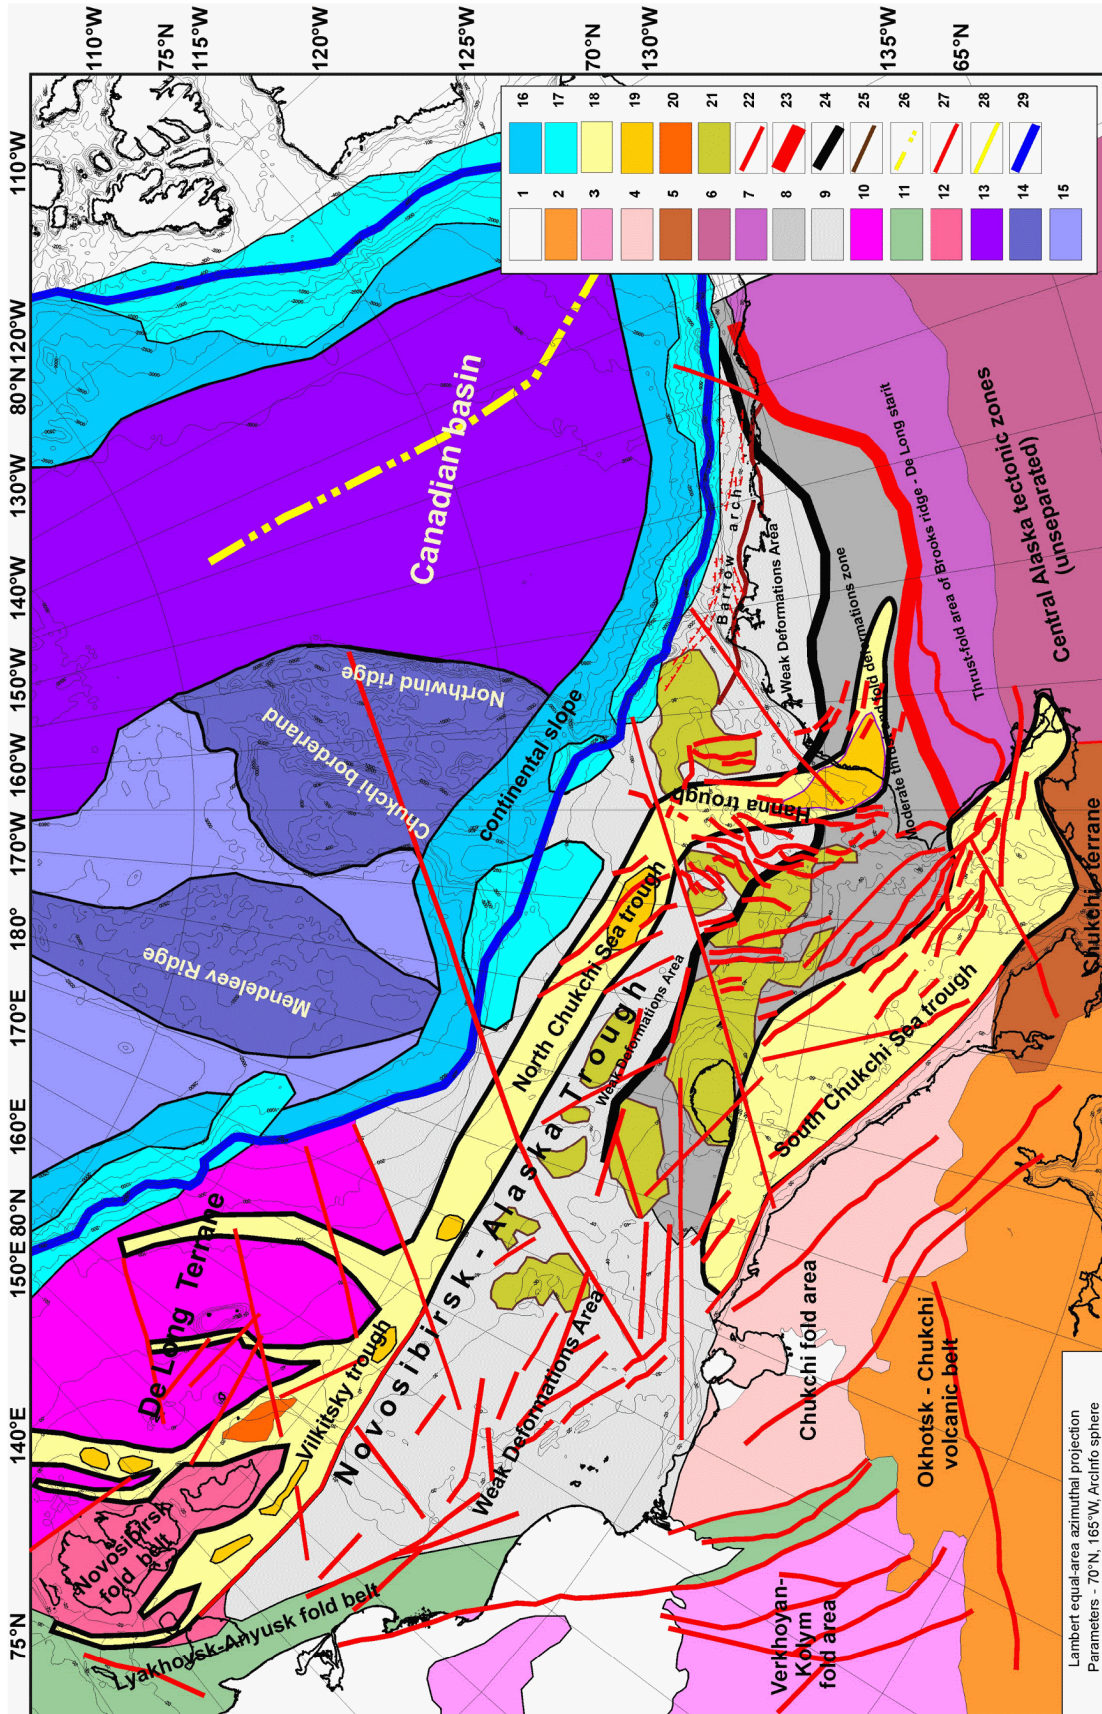 110°W
75°N
115°W
120°W
125°W
70°N
130°W
135°W
65°N
110°W
120°W
80°N
130°W
140°W
150°W
160°W
170°W
180°
170°E
160°E
80°N
150°E
140°E
75°N
16
17
18
19
20
21
22
23
24
25
26
27
28
29
1
2
3
4
5
6
7
8
9
10
11
12
13
14
15
Canadian basin
Northwind ridge
Chukchi borderland
Mendeleev Ridge
continental slope
Barrow arch
Weak Deformations Area
Moderate thrust and fold deformaions zone
Thrust-fold area of Brooks ridge - De Long starit
Central Alaska tectonic zones
(unseparated)
Hanna trough
North Chukchi Sea trough
Novosibirsk - Alaska Trough
Weak Deformations Area
South Chukchi Sea trough
Chukchi terrane
De Long Terrane
Vilkitsky trough
Weak Deformations Area
Novosibirsk
fold belt
Lyakhovsk-Anyusk fold belt
Chukchi fold area
Okhotsk - Chukchi
volcanic belt
Verkhoyan-
Kolym
fold area
Lambert equal-area azimuthal projection
Parameters - 70°N, 165°W, ArcInfo sphere